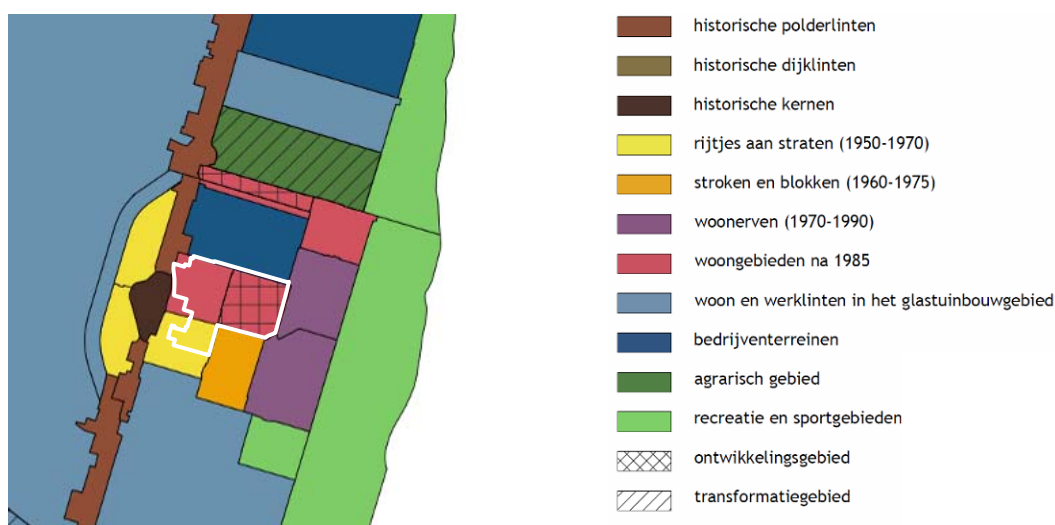 historische polderlinten
historische dijklinten
historische kernen
rijtjes aan straten (1950-1970)
stroken en blokken (1960-1975)
woonerven (1970-1990)
woongebieden na 1985
woon en werklinten in het glastuinbouwgebied
bedrijventerreinen
agrarisch gebied
recreatie en sportgebieden
ontwikkelingsgebied
transformatiegebied